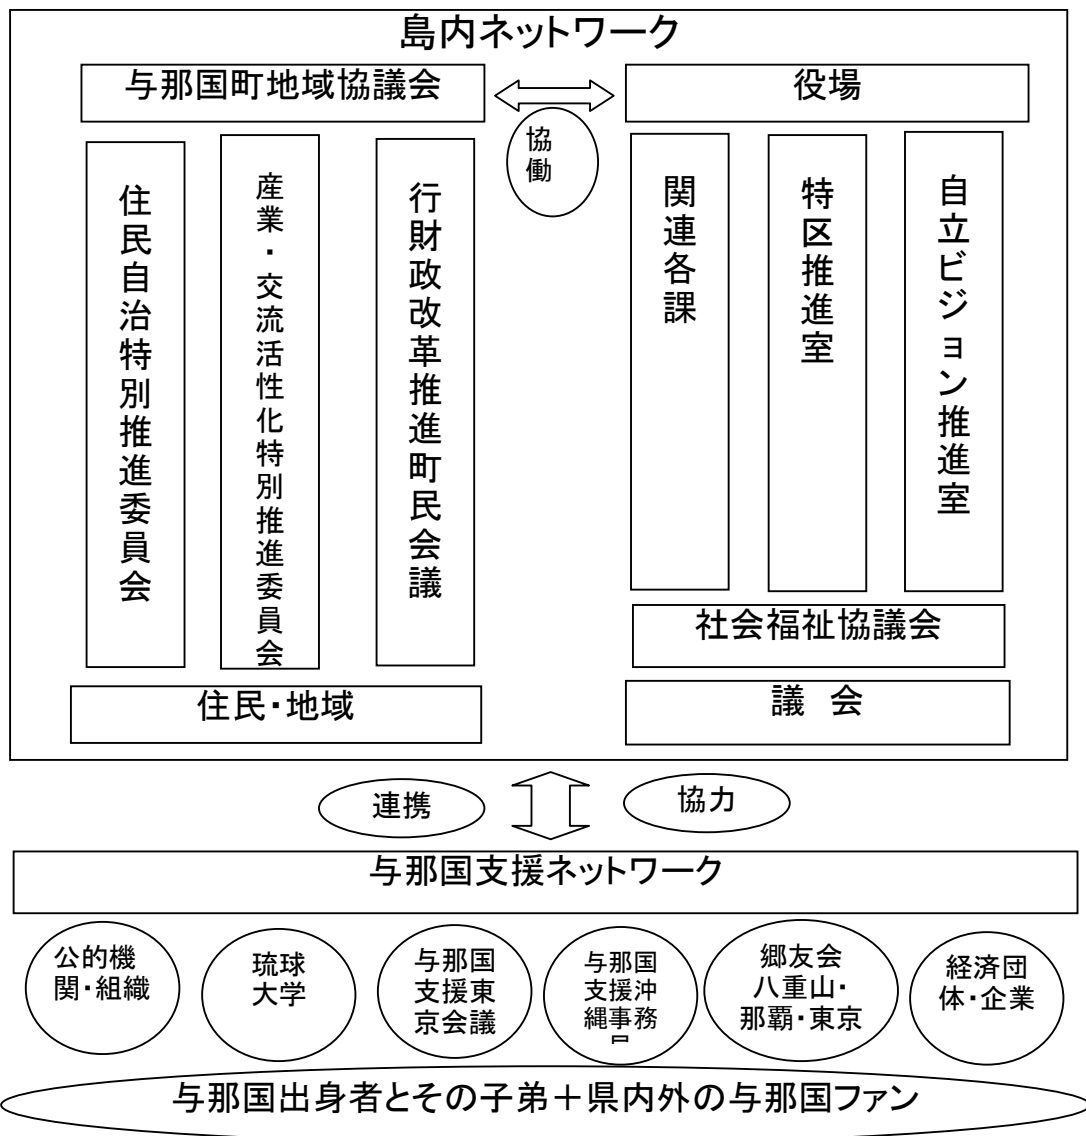 島内ネットワーク
与那国町地域協議会
役場
協
働
住民自治特別推進委員会
産業・交流活性化特別推進委員会
行財政改革推進町民会議
関連各課
特区推進室
自立ビジョン推進室
社会福祉協議会
住民・地域
議 会
連携
協力
与那国支援ネットワーク
公的機
関・組織
琉球
大学
与那国
支援東
京会議
与那国
支援沖
縄事務
郷友会
八重山・
那覇・東京
経済団
体・企業
与那国出身者とその子弟＋県内外の与那国ファン